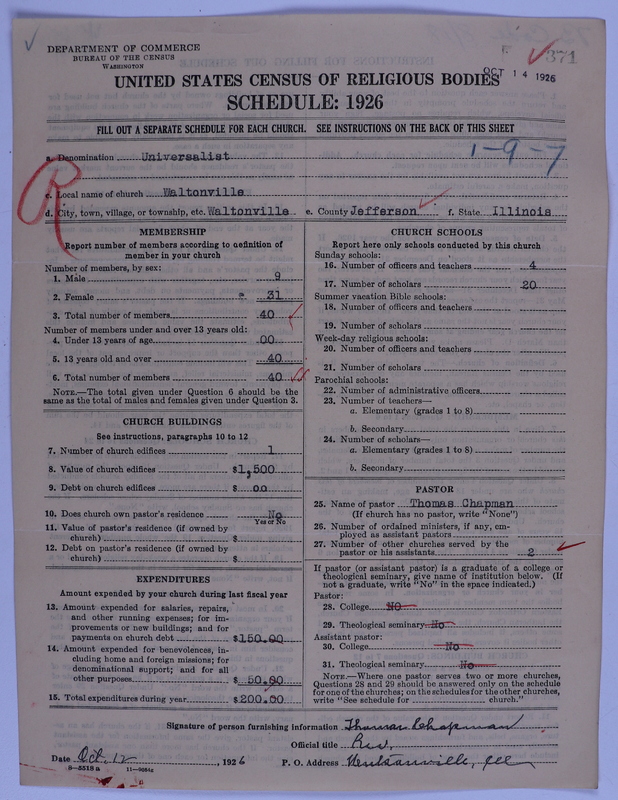 DEPARTMENT OF COMMERCE
BUREAU OF THE CENSUS
WASHINGTON
371
OCT 14 1926
UNITED STATES CENSUS OF RELIGIOUS BODIES
SCHEDULE: 1926
FILL OUT A SEPARATE SCHEDULE FOR EACH CHURCH. SEE INSTRUCTIONS ON THE BACK OF THIS SHEET
1-9-7
a. Denomination Universalist
R
c. Local name of church Waltonville
d. City, town, village, or township, etc. Waltonville e. County Jefferson f. State Illinois
MEMBERSHIP
Report number of members according to definition of
member in your church
Number of members, by sex:
1. Male 9
2. Female 31
3. Total number of members 40
Number of members under and over 13 years old:
4. Under 13 years of age 00
5. 13 years old and over 40
6. Total number of members 40
NOTE.—The total given under Question 6 should be the
same as the total of males and females given under Question 3.
CHURCH BUILDINGS
See instructions, paragraphs 10 to 12
7. Number of church edifices 1
8. Value of church edifices $1,500
9. Debt on church edifices $ 00
10. Does church own pastor's residence No
Yes or No
11. Value of pastor's residence (if owned by
church) $
12. Debt on pastor's residence (if owned by
church) $
EXPENDITURES
Amount expended by your church during last fiscal year
13. Amount expended for salaries, repairs,
and other running expenses; for im-
provements or new buildings; and for
payments on church debt $150.00
14. Amount expended for benevolences, in-
cluding home and foreign missions; for
denominational support; and for all
other purposes $ 50.00
15. Total expenditures during year $200.00
CHURCH SCHOOLS
Report here only schools conducted by this church
Sunday schools:
16. Number of officers and teachers 4
17. Number of scholars 20
Summer vacation Bible schools:
18. Number of officers and teachers
19. Number of scholars
Week-day religious schools:
20. Number of officers and teachers
21. Number of scholars
Parochial schools:
22. Number of administrative officers
23. Number of teachers—
a. Elementary (grades 1 to 8)
b. Secondary
24. Number of scholars—
a. Elementary (grades 1 to 8)
b. Secondary
PASTOR
25. Name of pastor Thomas Chapman
(If church has no pastor, write "None")
26. Number of ordained ministers, if any, em-
ployed as assistant pastors
27. Number of other churches served by the
pastor or his assistants 2
If pastor (or assistant pastor) is a graduate of a college or
theological seminary, give name of institution below. (If
not a graduate, write "No" in the space indicated.)
Pastor:
28. College NO
29. Theological seminary No
Assistant pastor:
30. College No
31. Theological seminary No
NOTE.—Where one pastor serves two or more churches,
Questions 28 and 29 should be answered only on the schedule
for one of the churches; on the schedules for the other churches,
write "See schedule for church."
Signature of person furnishing information Thomas Chapman
Official title Rev,
Date Oct. 12, 1926 P. O. Address Ill
8—5518 a